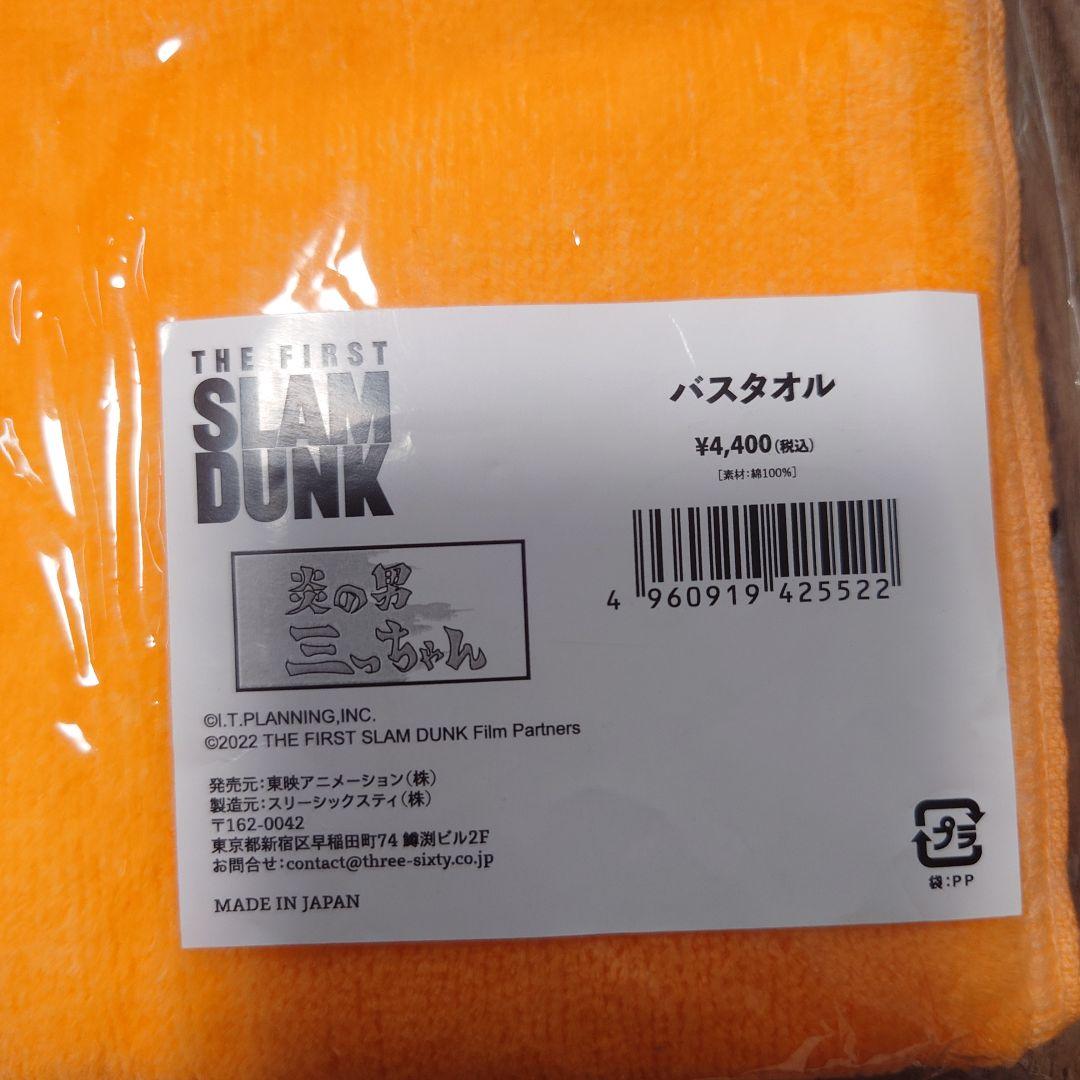 THE FIRST
SLAM
DUNK
バスタオル
¥4,400(税込)
[素材:綿100%]
4 960919 425522
炎の男
三っちゃん
©I.T.PLANNING,INC.
©2022 THE FIRST SLAM DUNK Film Partners
発売元:東映アニメーション(株)
製造元:スリーシックスティ(株)
〒162-0042
東京都新宿区早稲田町74 鱒渕ビル2F
お問合せ:contact@three-sixty.co.jp
MADE IN JAPAN
プラ
袋:PP